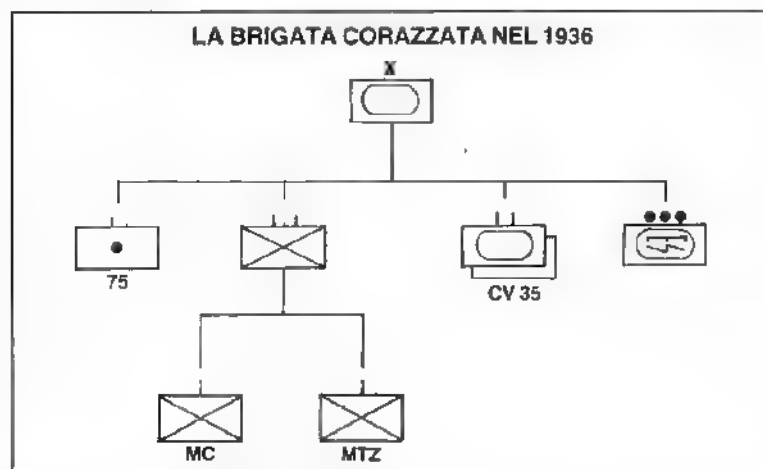 LA BRIGATA CORAZZATA NEL 1936
X
75
CV 35
MC
MTZ